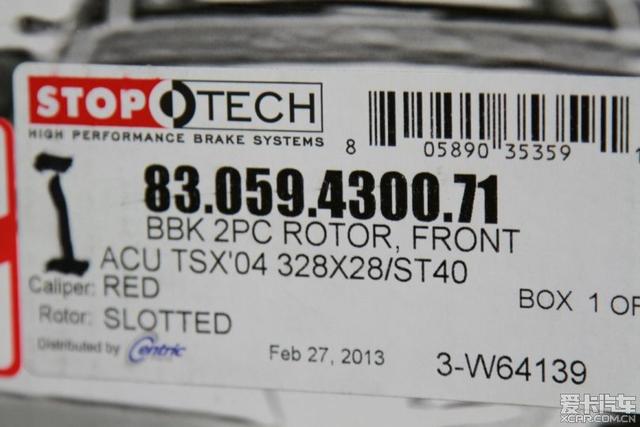 STOPTECH
HIGH PERFORMANCE BRAKE SYSTEMS
8 05890 35359 1
1
83.059.4300.71
BBK 2PC ROTOR, FRONT
ACU TSX'04 328X28/ST40
Caliper: RED
BOX 1 OF
Rotor: SLOTTED
Distributed by Centric
Feb 27, 2013
3-W64139
爱卡汽车
XCAR.COM.CN